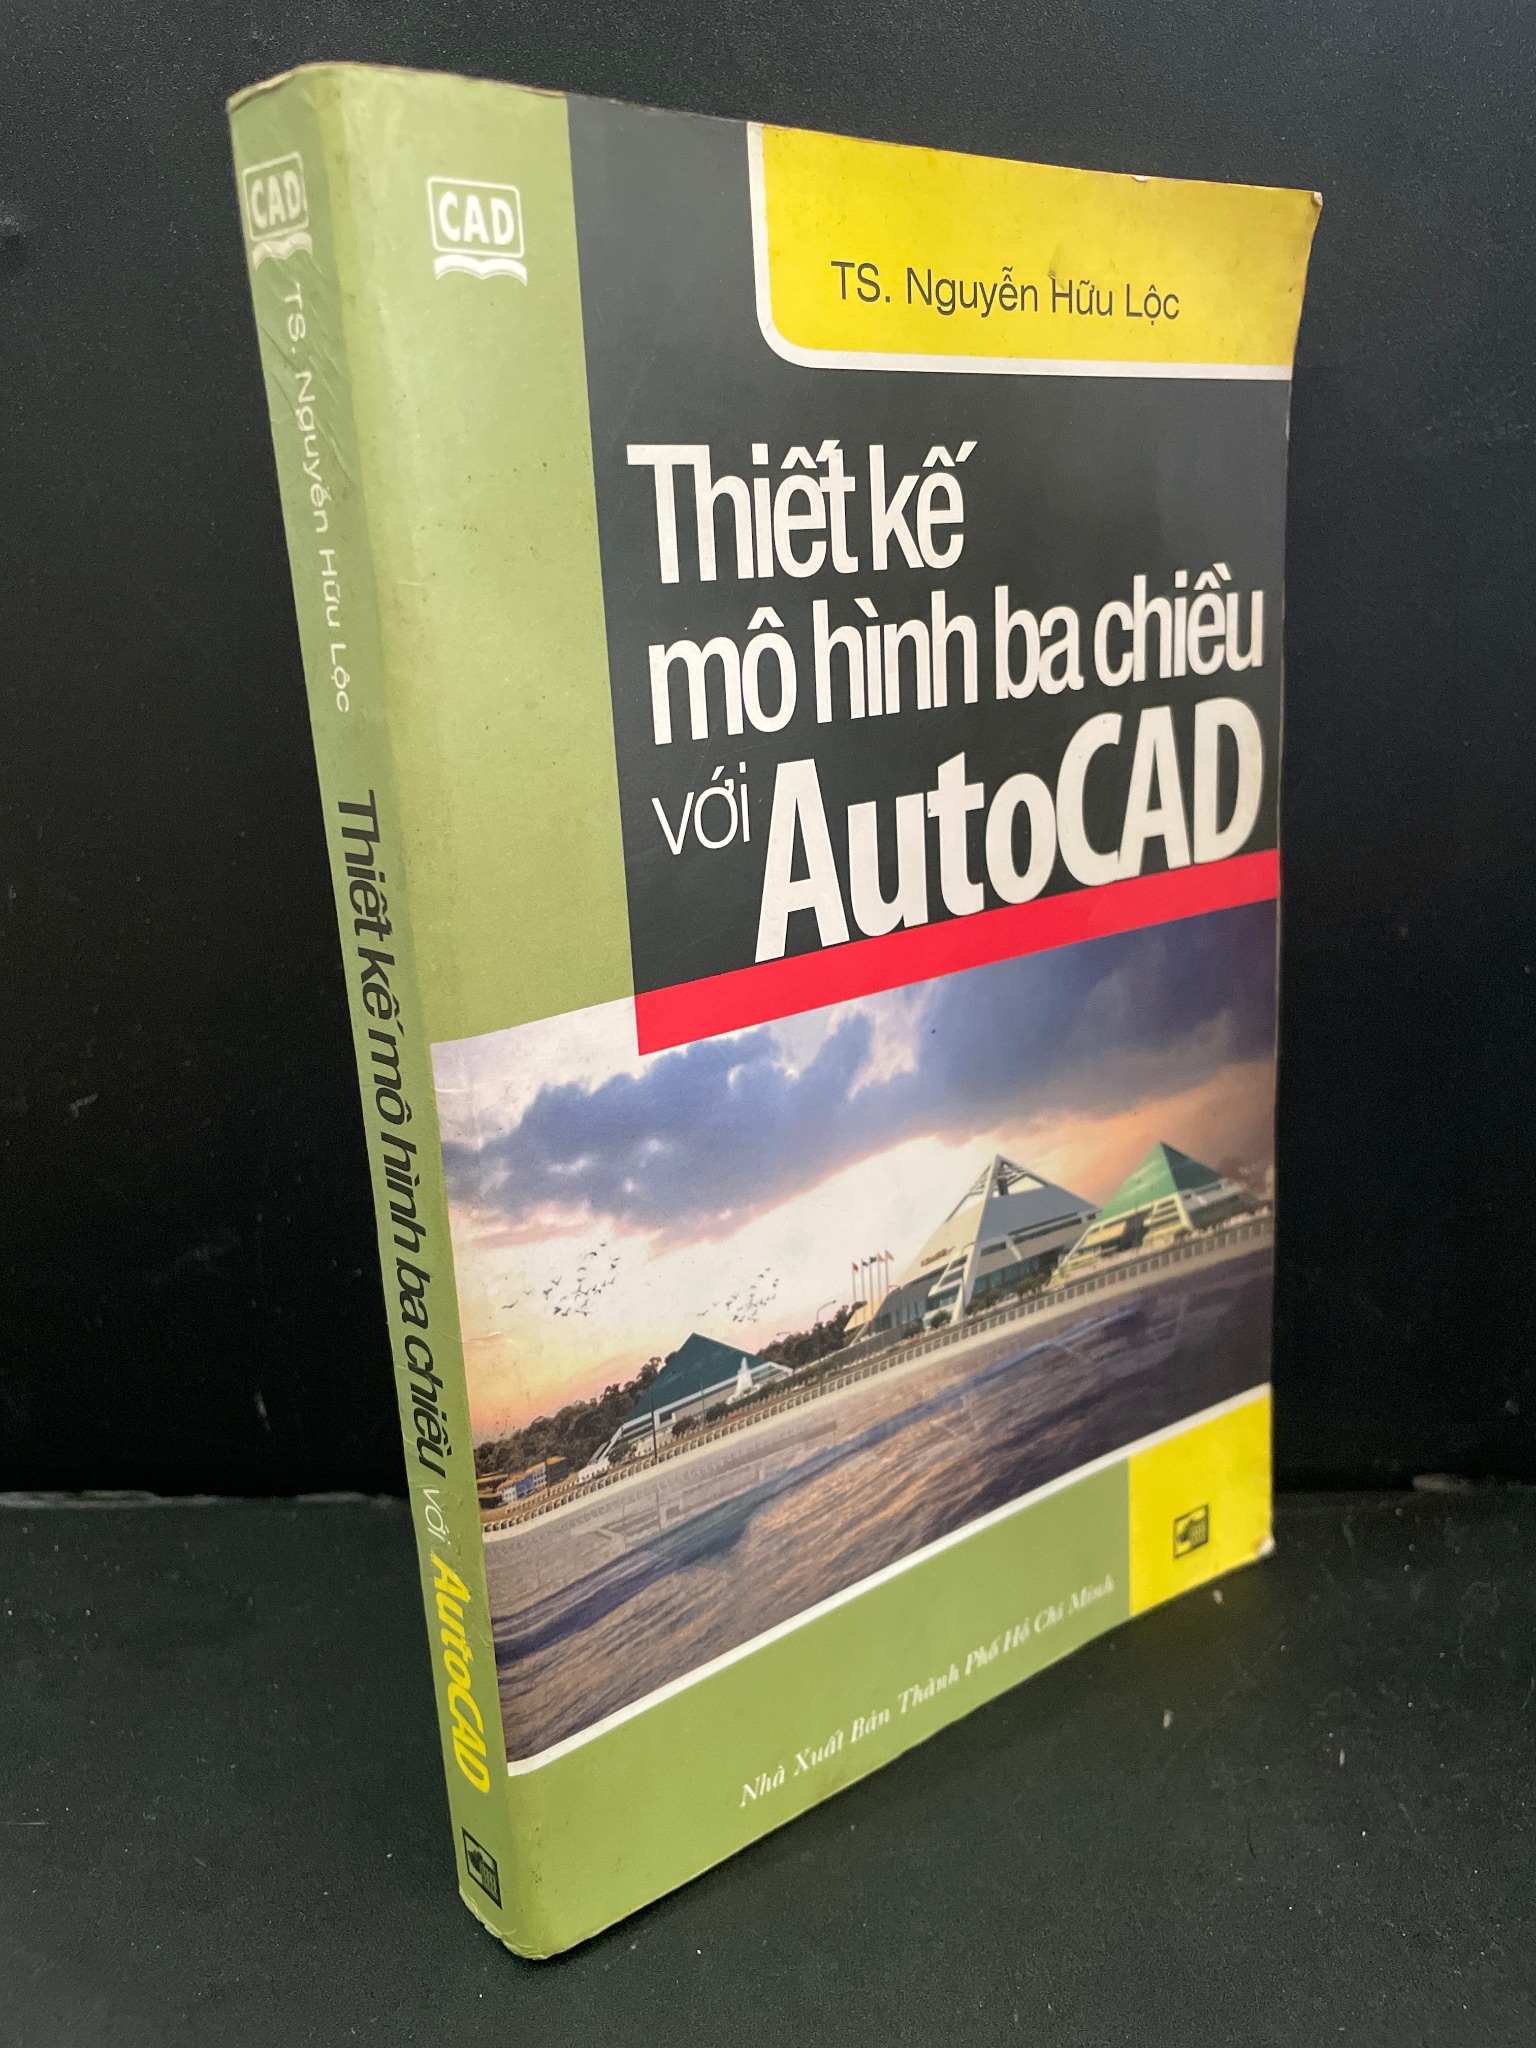 CAD
TS. Nguyễn Hữu Lộc
Thiết kế mô hình ba chiều với AutoCAD
CAD
TS. Nguyễn Hữu Lộc
Thiết kế
mô hình ba chiều
với AutoCAD
Nhà Xuất Bản Thành Phố Hồ Chí Minh